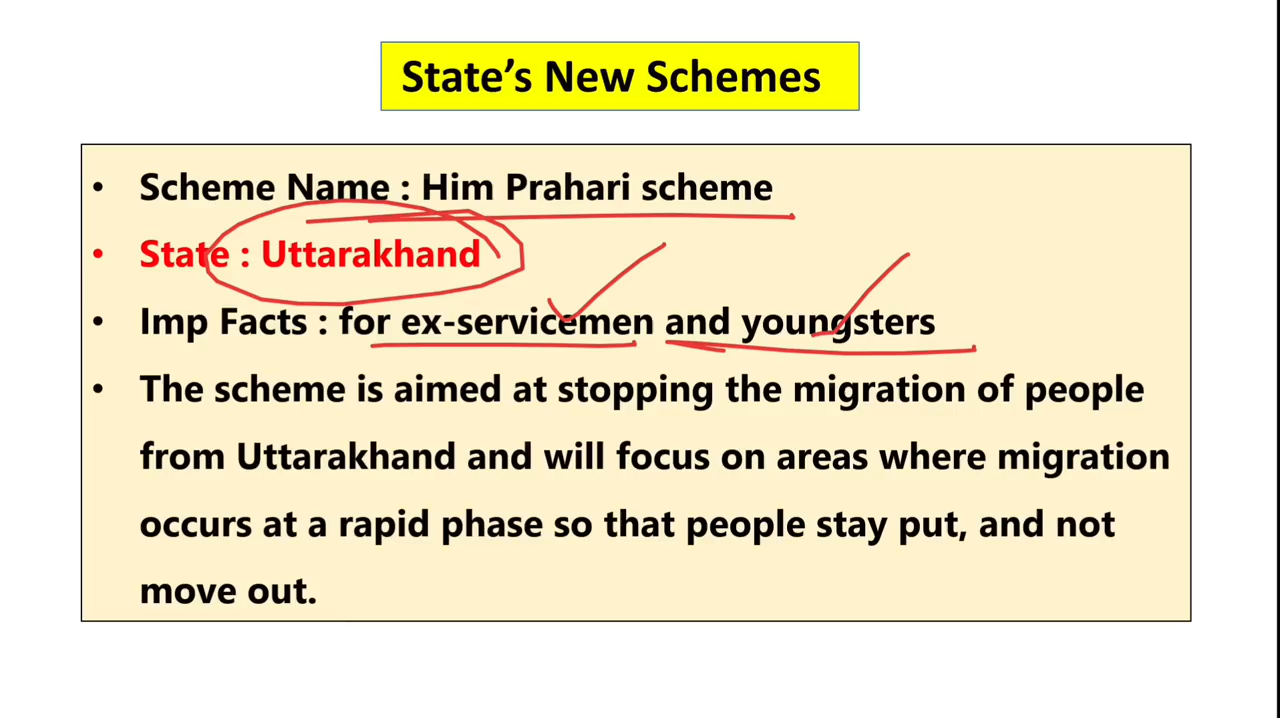 State's New Schemes
• Scheme Name : Him Prahari scheme
• State : Uttarakhand
• Imp Facts : for ex-servicemen and youngsters
• The scheme is aimed at stopping the migration of people
from Uttarakhand and will focus on areas where migration
occurs at a rapid phase so that people stay put, and not
move out.